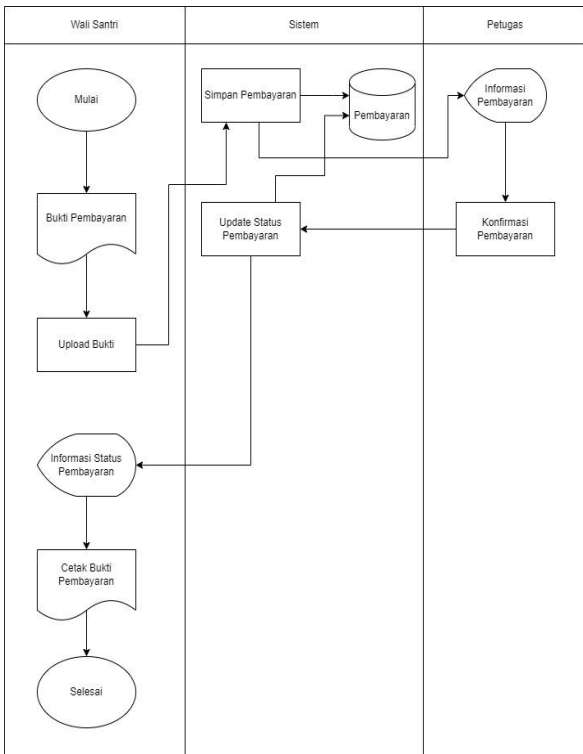 Wali Santri
Sistem
Petugas
Mulai
Simpan Pembayaran
Pembayaran
Informasi
Pembayaran
Bukti Pembayaran
Update Status
Pembayaran
Konfirmasi
Pembayaran
Upload Bukti
Informasi Status
Pembayaran
Cetak Bukti
Pembayaran
Selesai